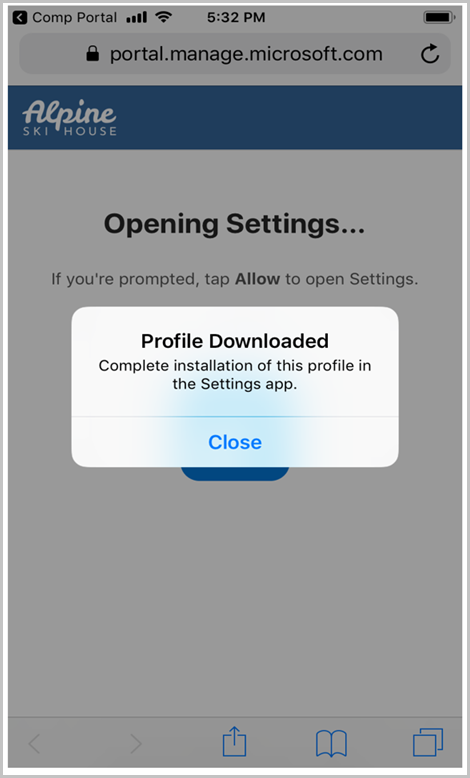 Comp Portal 5:32 PM
portal.manage.microsoft.com
Alpine
SKI HOUSE
Opening Settings...
If you're prompted, tap Allow to open Settings.
Profile Downloaded
Complete installation of this profile in
the Settings app.
Close